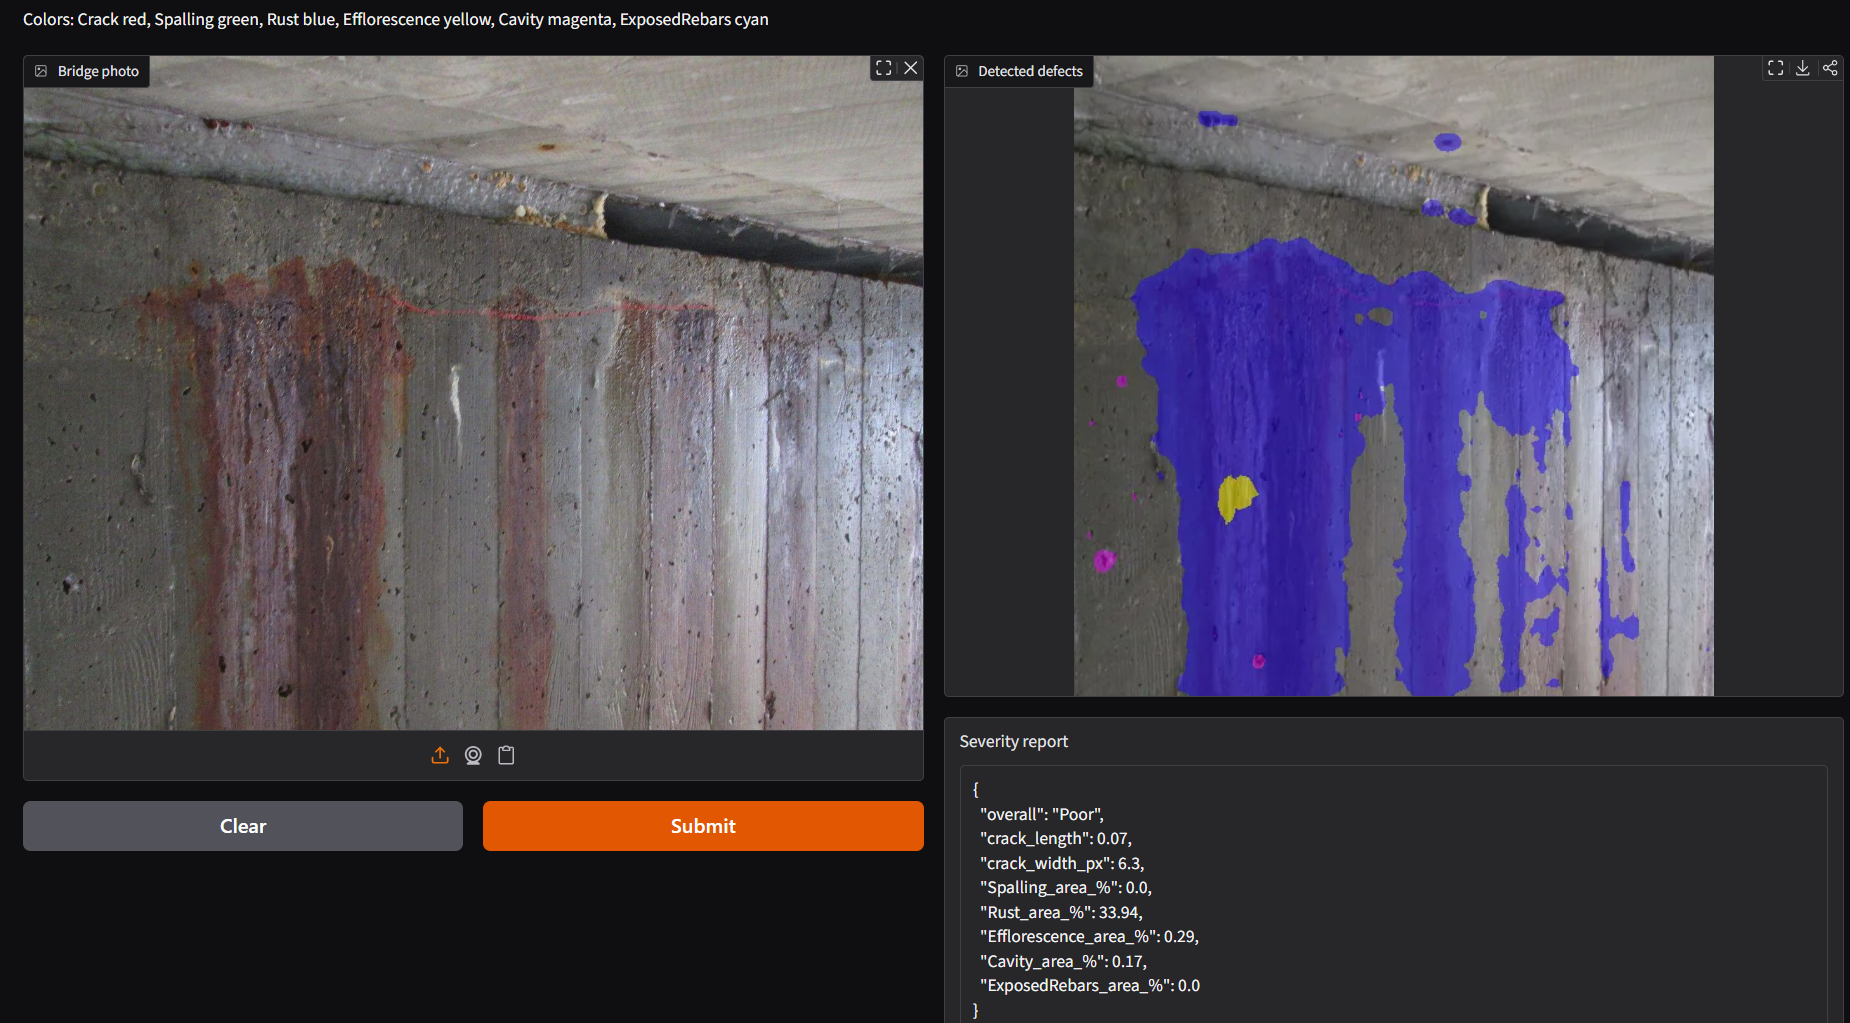 Colors: Crack red, Spalling green, Rust blue, Efflorescence yellow, Cavity magenta, ExposedRebars cyan
Bridge photo
Detected defects
Clear
Submit
Severity report
{
"overall": "Poor",
"crack_length": 0.07,
"crack_width_px": 6.3,
"Spalling_area_%": 0.0,
"Rust_area_%": 33.94,
"Efflorescence_area_%": 0.29,
"Cavity_area_%": 0.17,
"ExposedRebars_area_%": 0.0
}